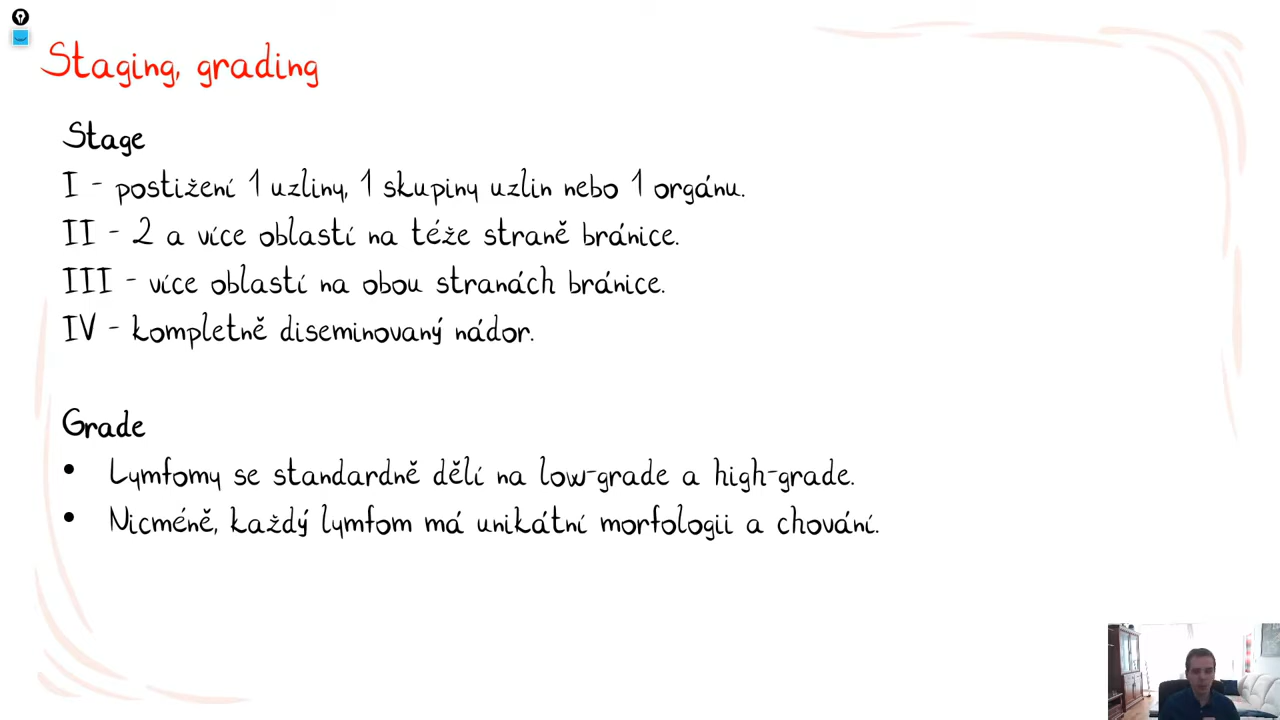 Staging, grading
Stage
I - postižení 1 uzliny, 1 skupiny uzlin nebo 1 orgánu.
II - 2 a více oblastí na téže straně bránice.
III - více oblastí na obou stranách bránice.
IV - kompletně diseminovaný nádor.
Grade
• Lymfomy se standardně dělí na low-grade a high-grade.
• Nicméně, každý lymfom má unikátní morfologii a chování.